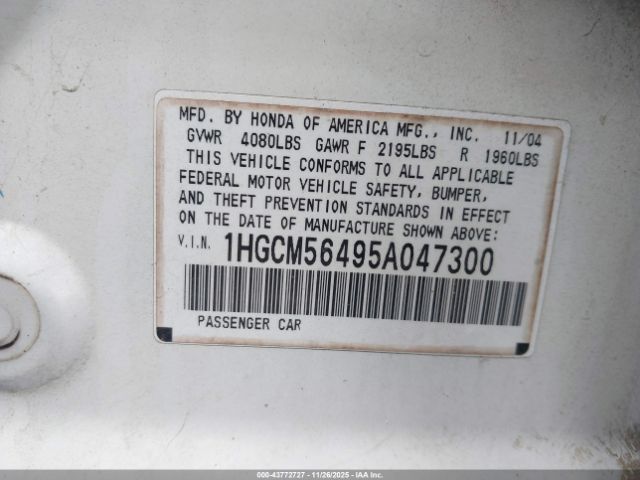 MFD. BY HONDA OF AMERICA MFG., INC. 11/04
GVWR 4080LBS GAWR F 2195LBS R 1960LBS
THIS VEHICLE CONFORMS TO ALL APPLICABLE
FEDERAL MOTOR VEHICLE SAFETY, BUMPER,
AND THEFT PREVENTION STANDARDS IN EFFECT
ON THE DATE OF MANUFACTURE SHOWN ABOVE:
V.I.N. 1HGCM56495A047300
PASSENGER CAR
000-43772727 - 11/26/2025 - IAA Inc.